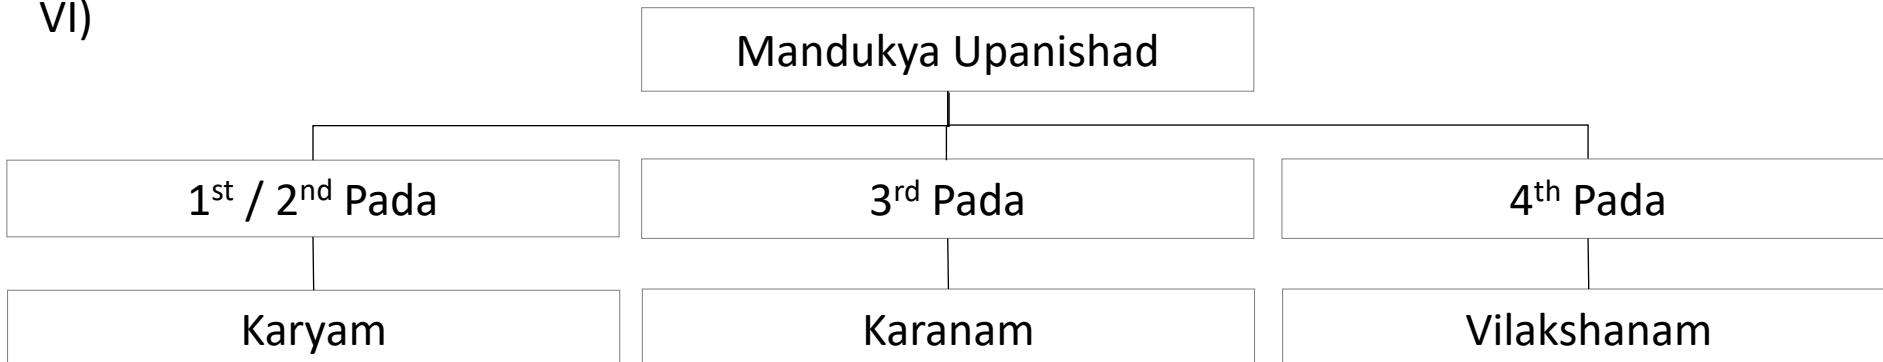 VI)
Mandukya Upanishad
1st / 2nd Pada
3rd Pada
4th Pada
Karyam
Karanam
Vilakshanam